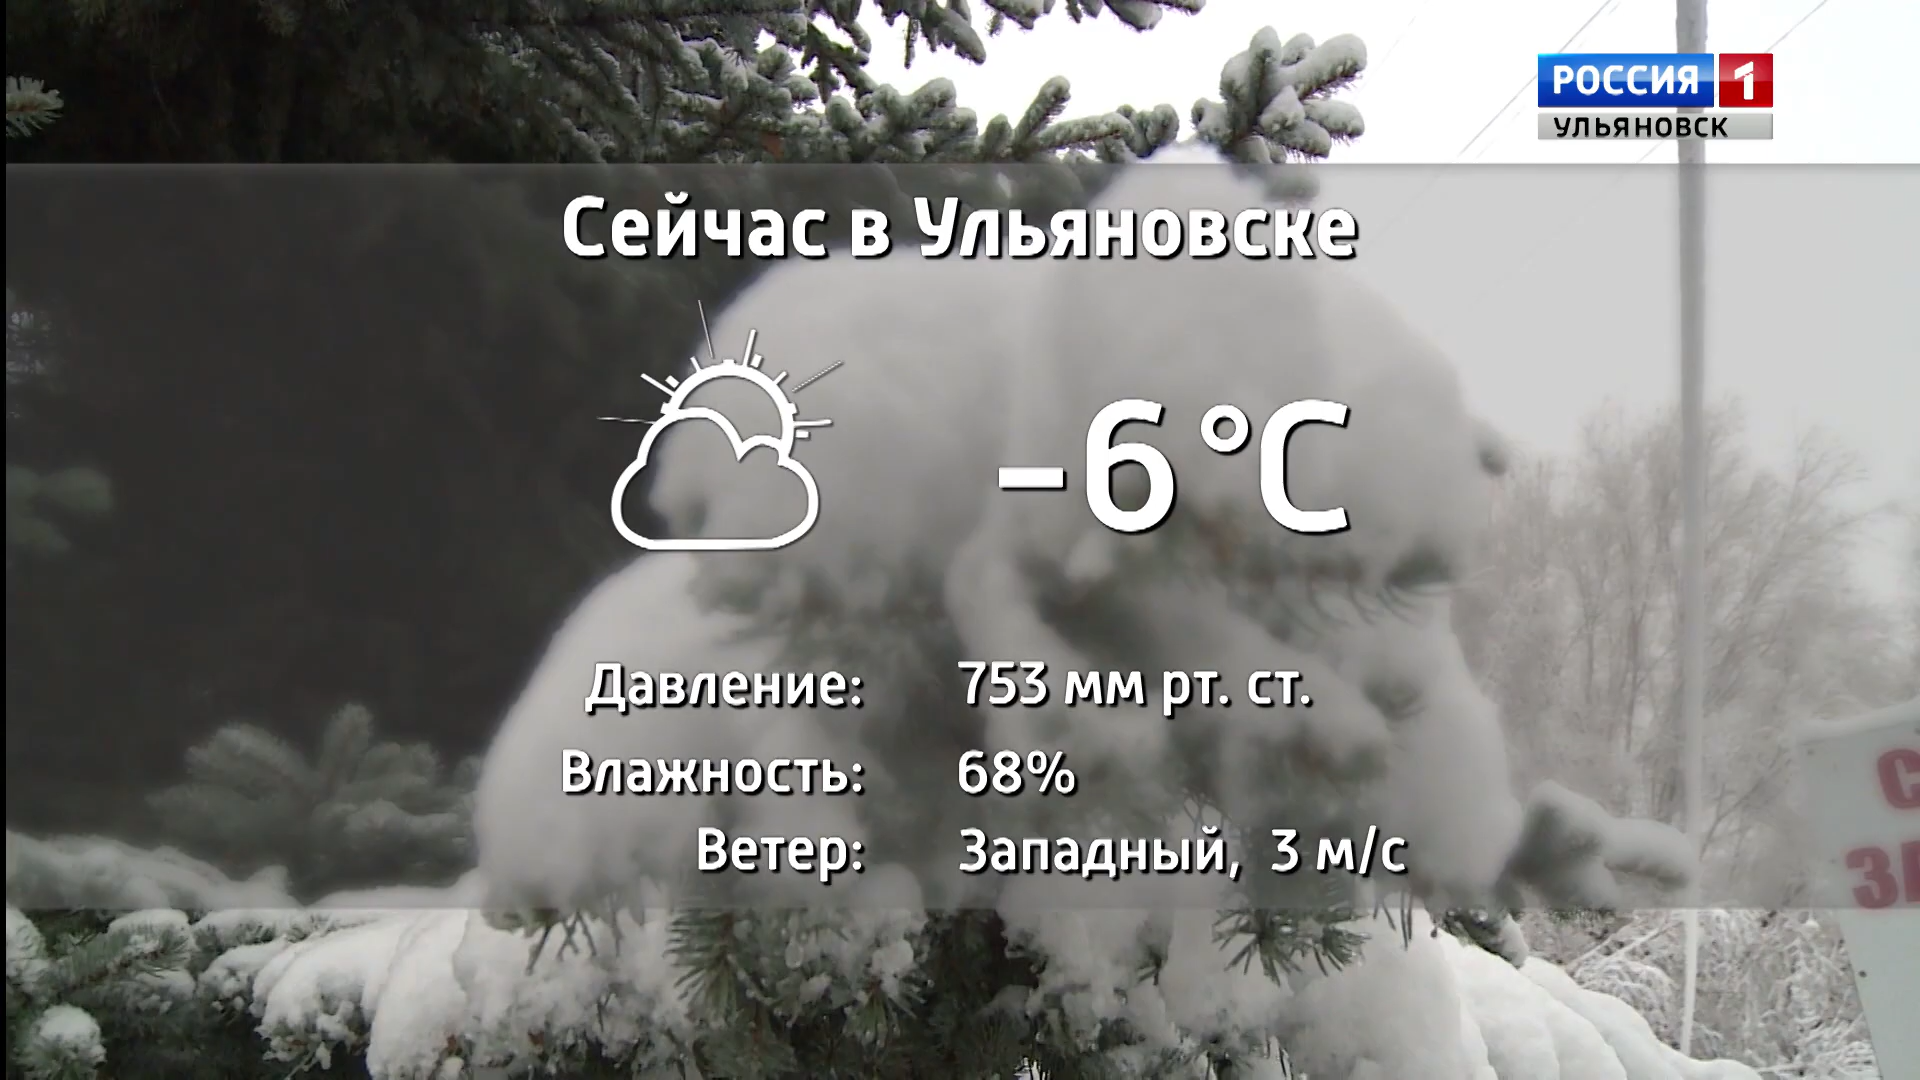 РОССИЯ 1
УЛЬЯНОВСК
Сейчас в Ульяновске
-6 °C
Давление: 753 мм рт. ст.
Влажность: 68%
Ветер: Западный, 3 м/с